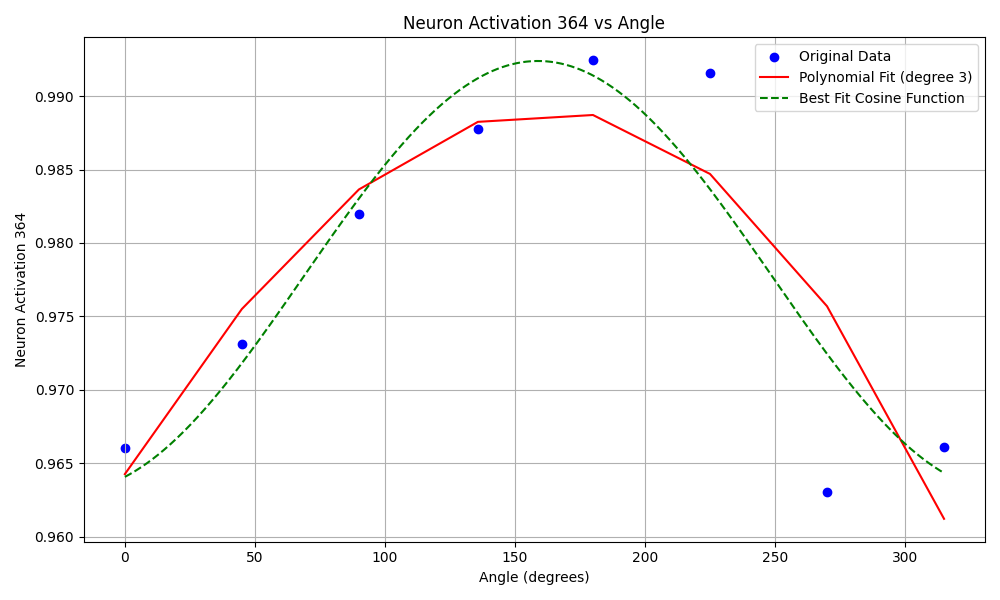 Neuron Activation 364 vs Angle
Original Data
Polynomial Fit (degree 3)
Best Fit Cosine Function
Neuron Activation 364
0.990
0.985
0.980
0.975
0.970
0.965
0.960
0
50
100
150
200
250
300
Angle (degrees)